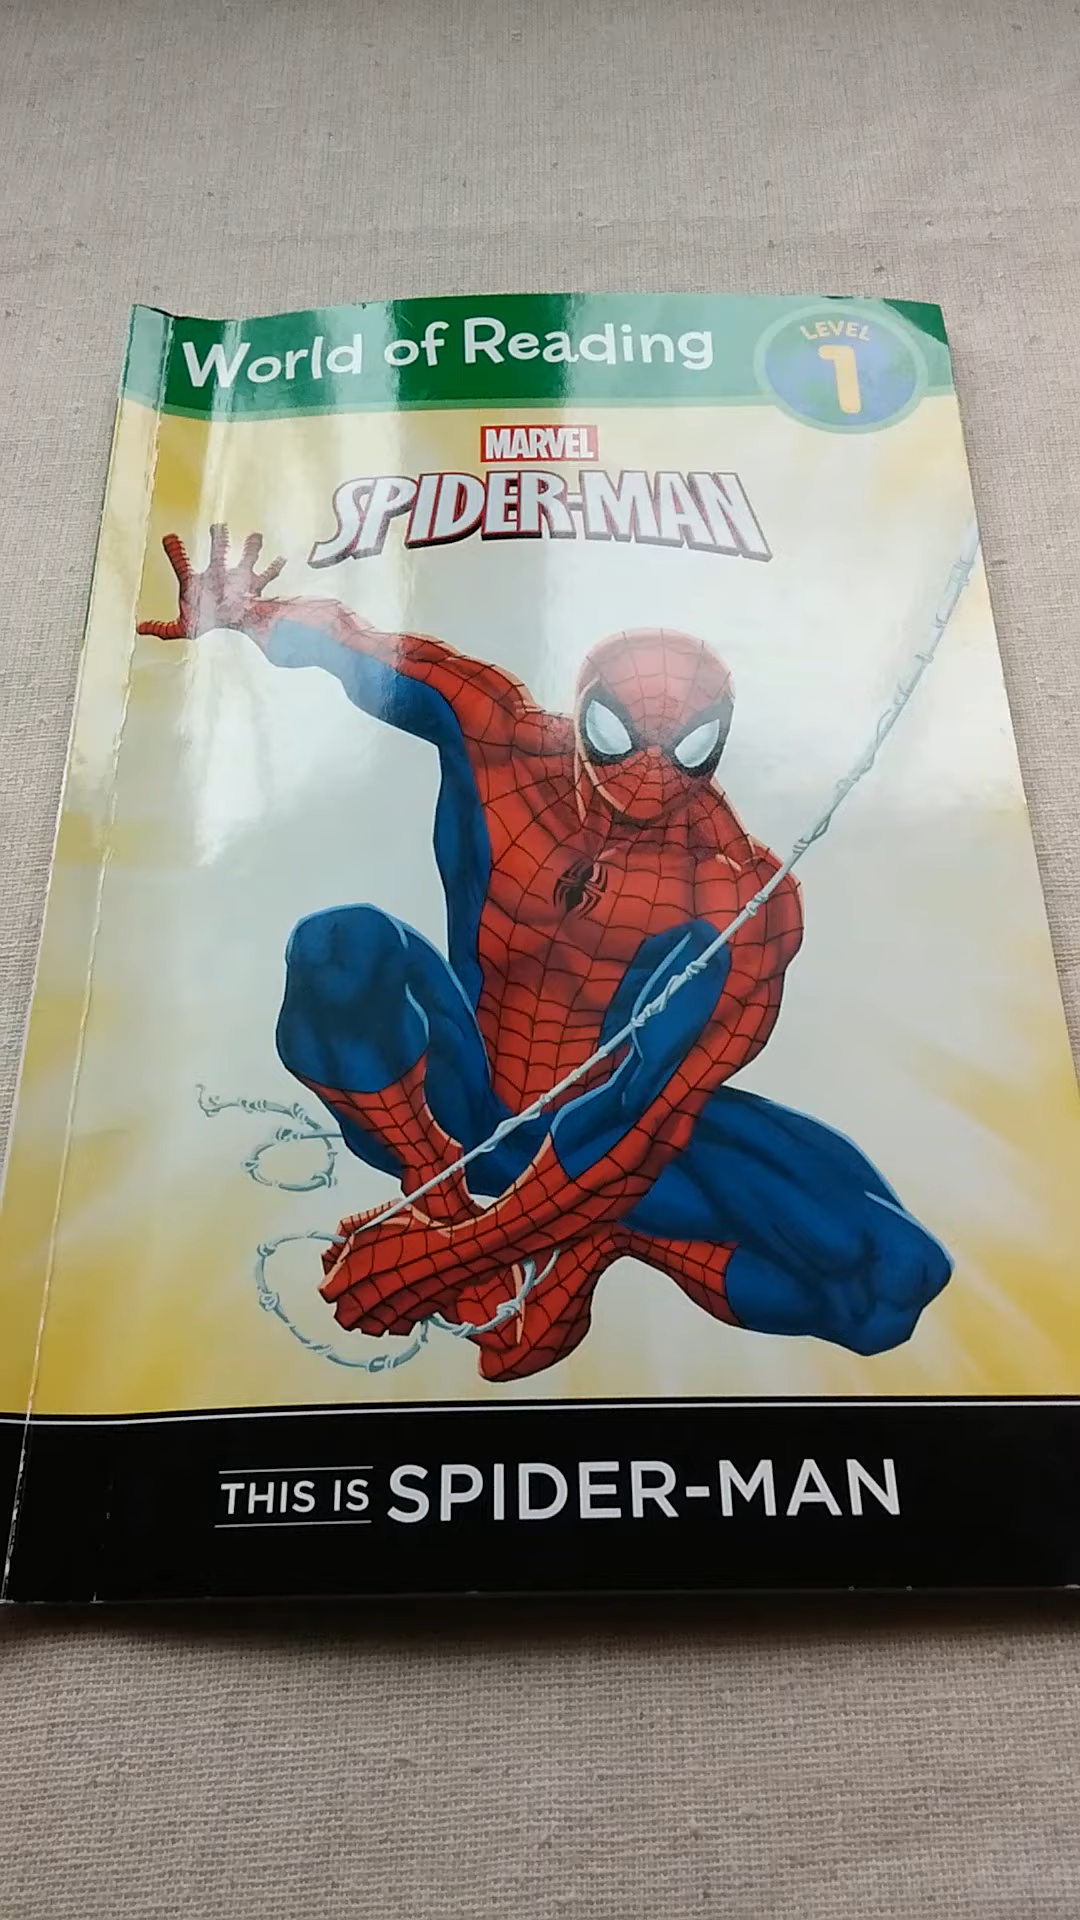 World of Reading
LEVEL
1
MARVEL
SPIDER-MAN
THIS IS SPIDER-MAN